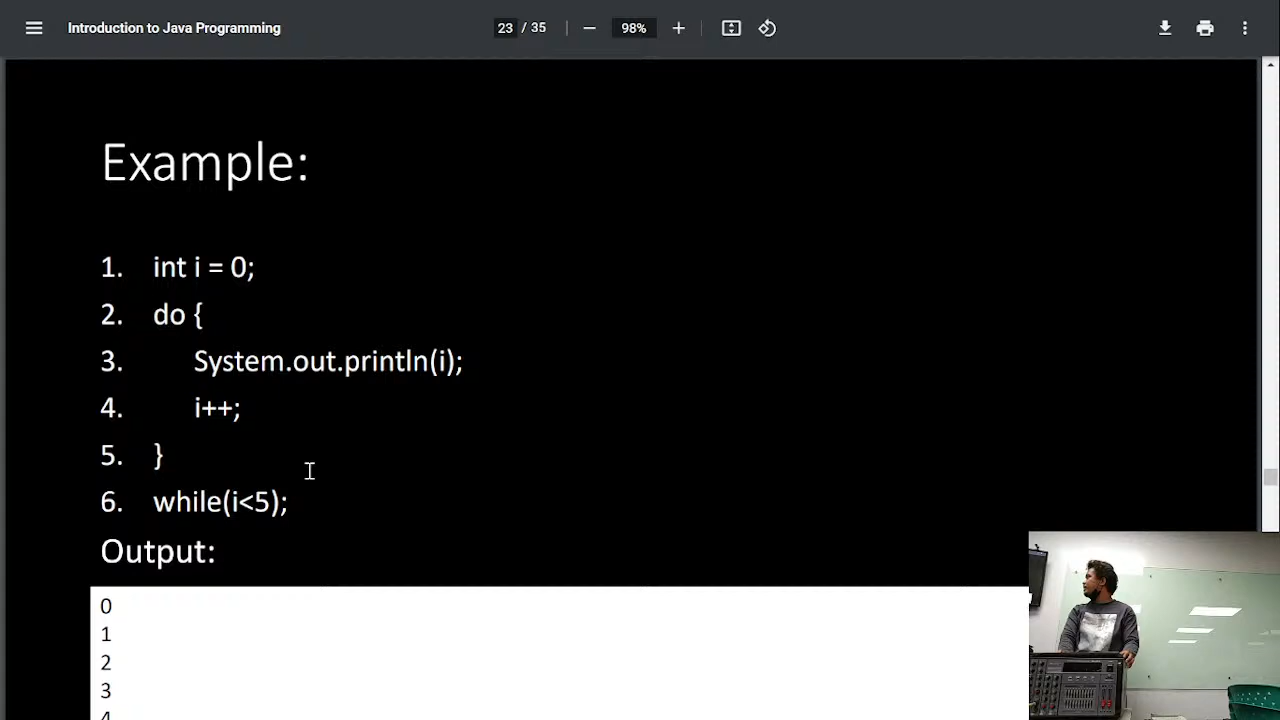 Introduction to Java Programming
23 / 35
98%
Example:
1. int i = 0;
2. do {
3. System.out.println(i);
4. i++;
5. }
6. while(i<5);
Output:
0
1
2
3
4